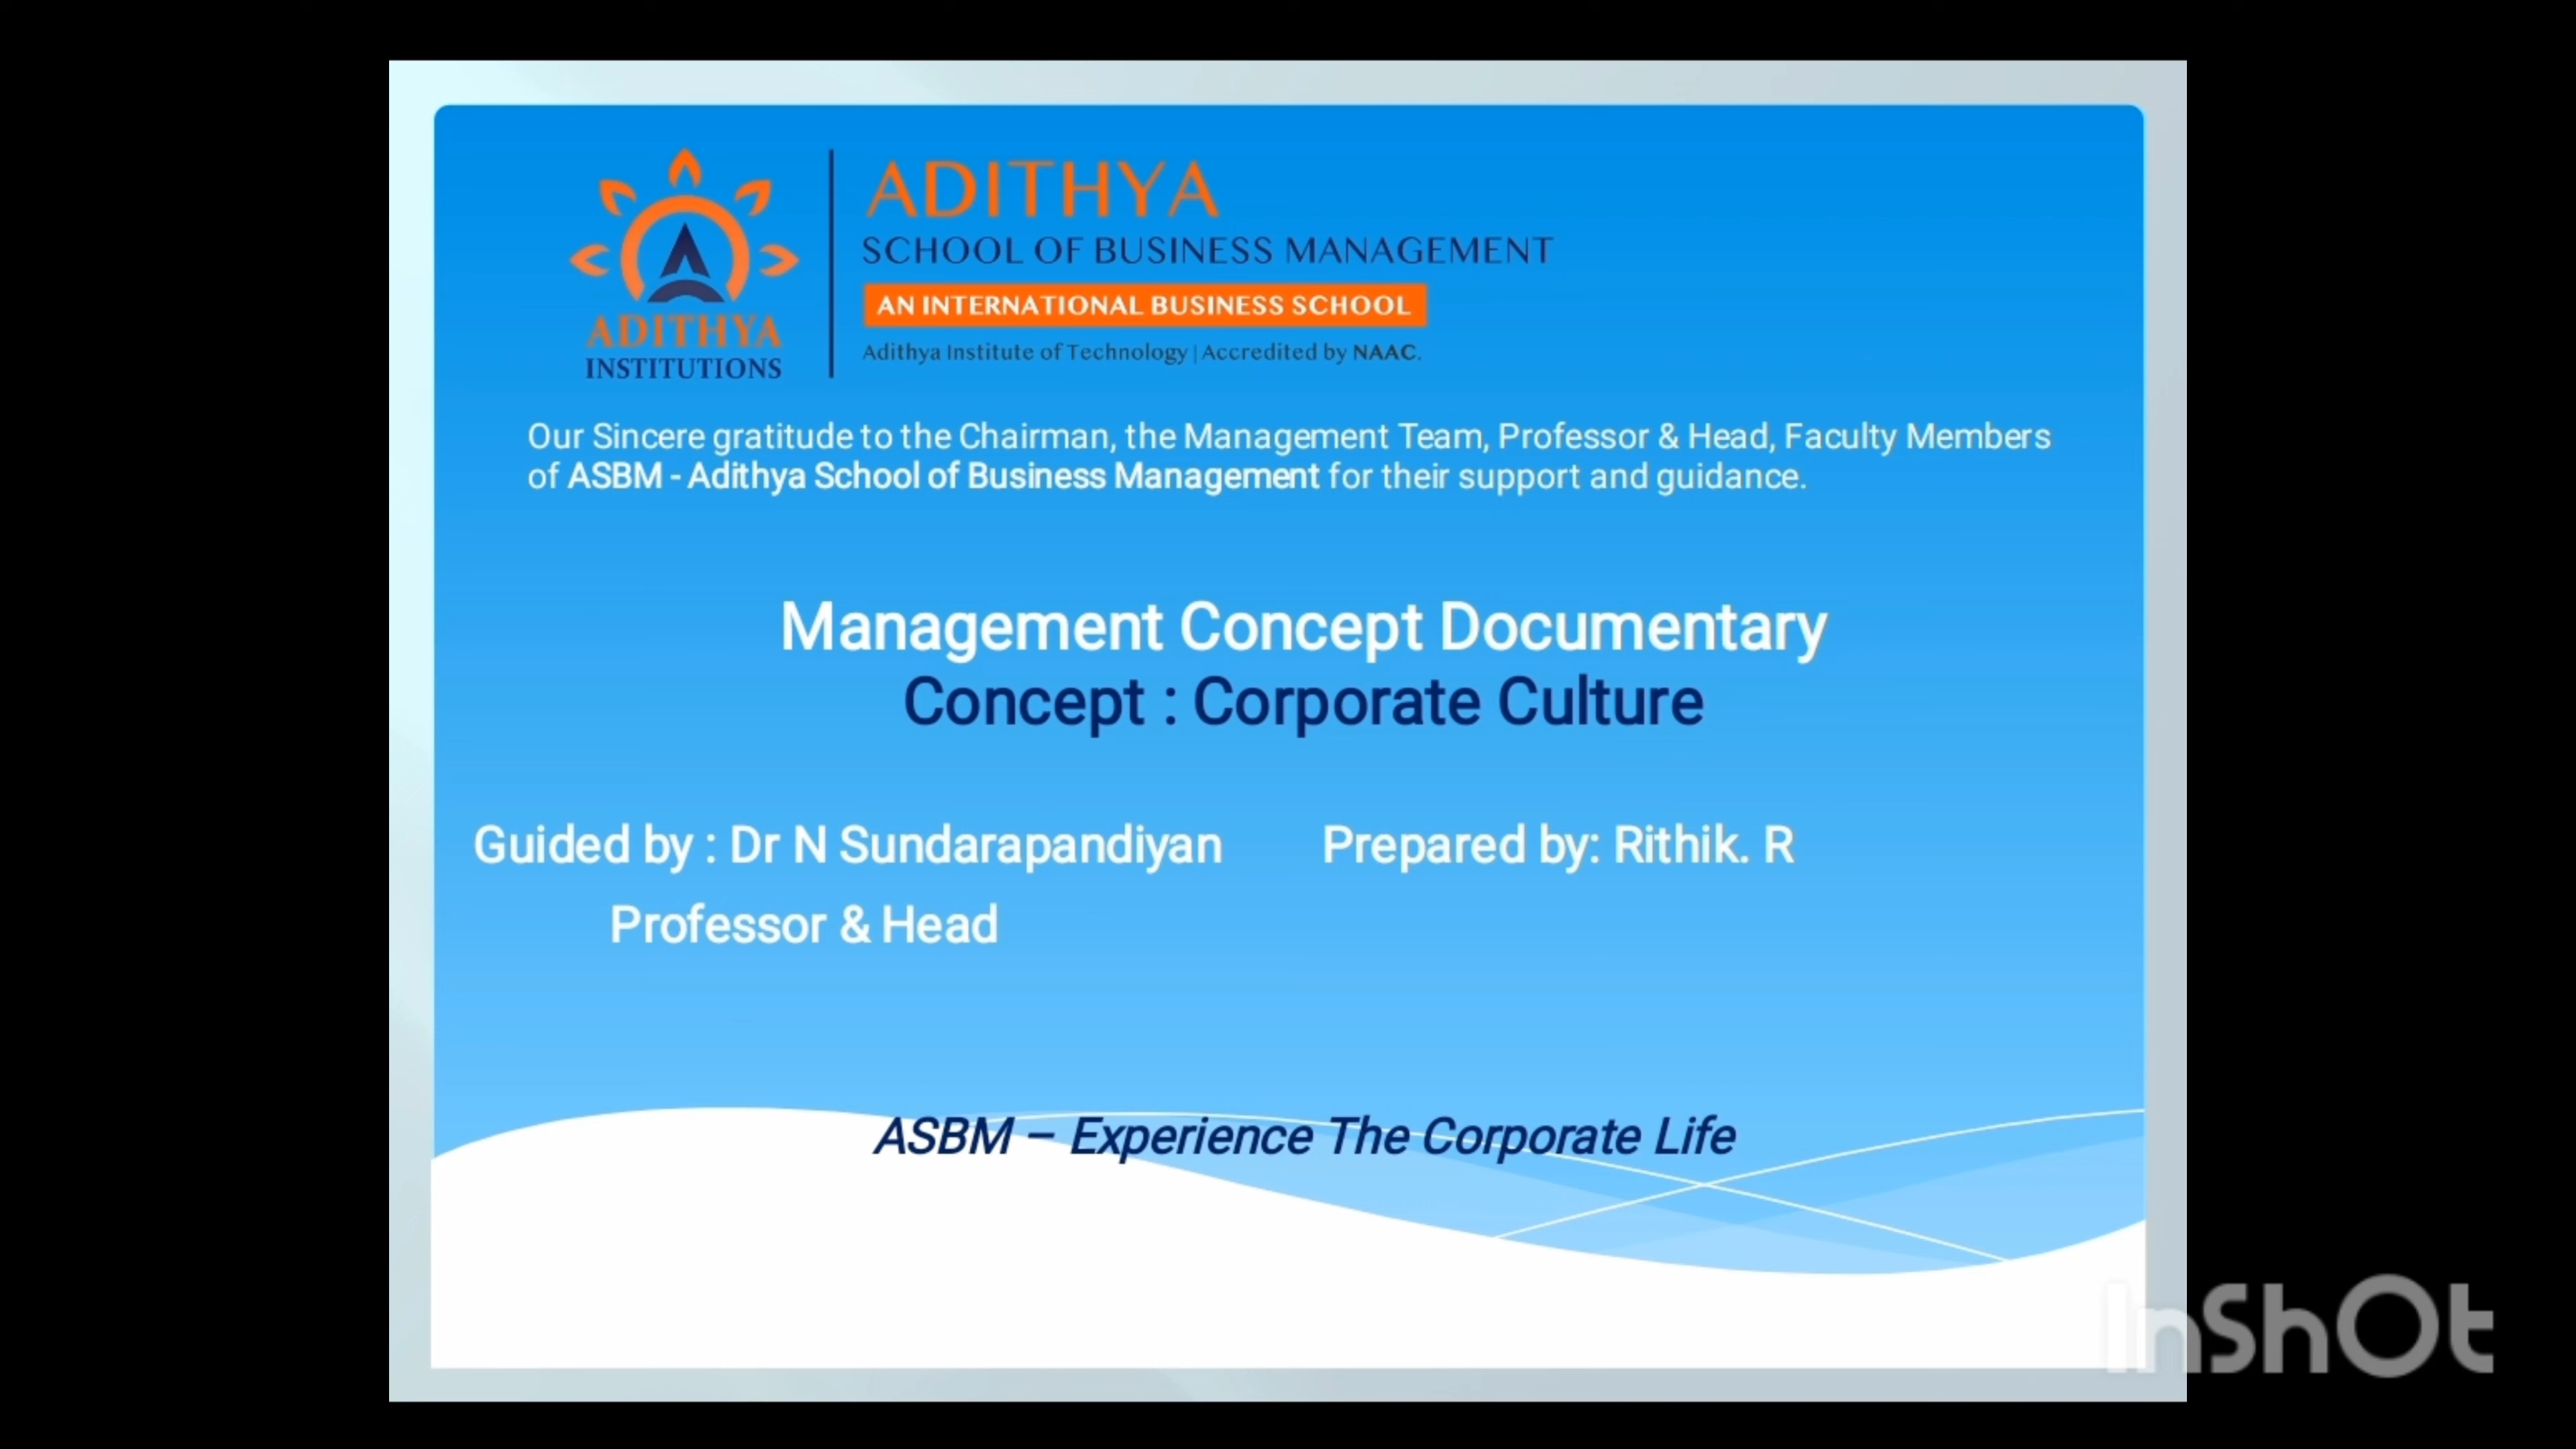 ADITHYA
INSTITUTIONS
ADITHYA
SCHOOL OF BUSINESS MANAGEMENT
AN INTERNATIONAL BUSINESS SCHOOL
Adithya Institute of Technology | Accredited by NAAC.
Our Sincere gratitude to the Chairman, the Management Team, Professor & Head, Faculty Members
of ASBM - Adithya School of Business Management for their support and guidance.
Management Concept Documentary
Concept : Corporate Culture
Guided by : Dr N Sundarapandiyan
Professor & Head
Prepared by: Rithik. R
ASBM – Experience The Corporate Life
InShOt